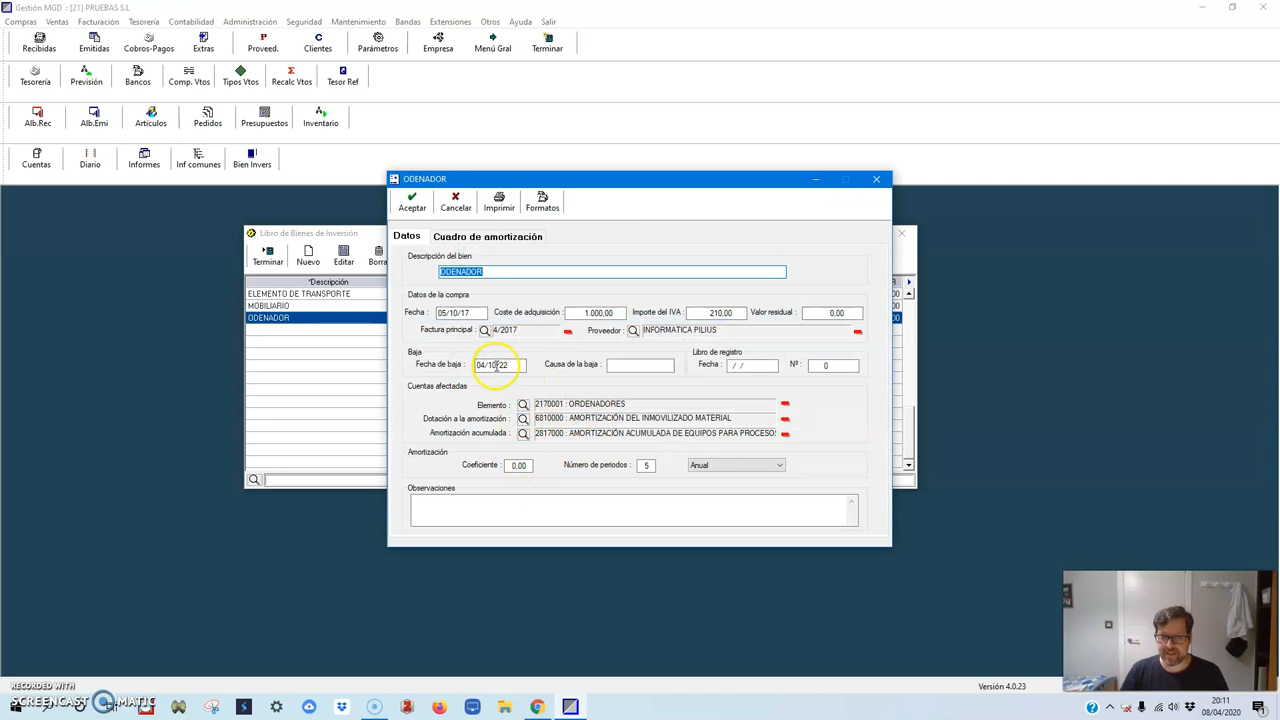 Gestión MGD : [21] PRUEBAS S.L
Compras Ventas Facturación Tesorería Contabilidad Administración Seguridad Mantenimiento Bandas Extensiones Otros Ayuda Salir
Recibidas Emitidas Cobros-Pagos Extras Proveed. Clientes Parámetros Empresa Menú Gral Terminar
Tesorería Previsión Bancos Comp. Vtos Tipos Vtos Recalc Vtos Tesor Ref
Alb.Rec Alb.Emi Artículos Pedidos Presupuestos Inventario
Cuentas Diario Informes Inf comunes Bien Invers
Libro de Bienes de Inversión
Terminar Nuevo Editar Borra
*Descripción
ELEMENTO DE TRANSPORTE
MOBILIARIO
ODENADOR
ODENADOR
Aceptar Cancelar Imprimir Formatos
Datos Cuadro de amortización
Descripción del bien
ODENADOR
Datos de la compra
Fecha : 05/10/17 Coste de adquisición : 1.000,00 Importe del IVA : 210,00 Valor residual : 0,00
Factura principal : 4/2017 Proveedor : INFORMATICA PILIUS
Baja Libro de registro
Fecha de baja : 04/10/22 Causa de la baja : Fecha : / / Nº : 0
Cuentas afectadas
Elemento : 2170001 : ORDENADORES
Dotación a la amortización : 6810000 : AMORTIZACIÓN DEL INMOVILIZADO MATERIAL
Amortización acumulada : 2817000 : AMORTIZACIÓN ACUMULADA DE EQUIPOS PARA PROCESO:
Amortización
Coeficiente : 0,00 Número de periodos : 5 Anual
Observaciones
Versión 4.0.23
RECORDED WITH
SCREENCAST MATIC
20:11
08/04/2020